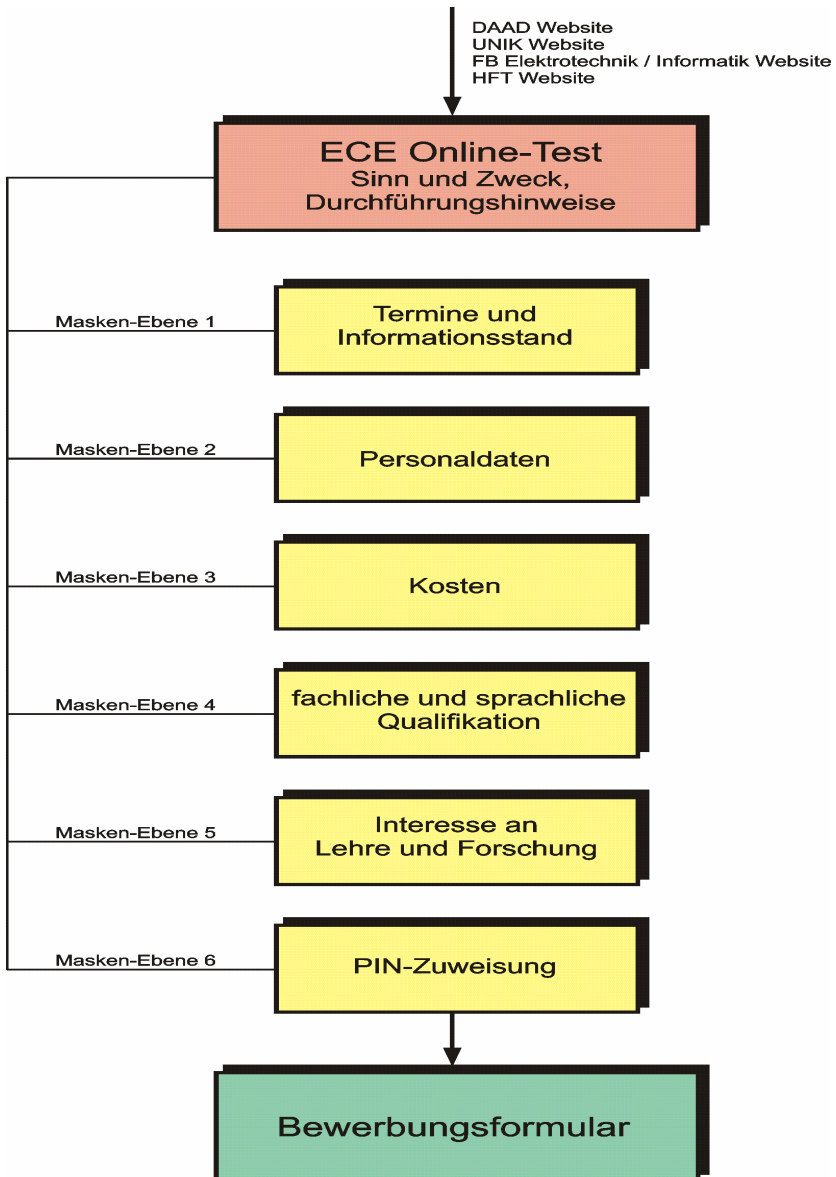 DAAD Website
UNIK Website
FB Elektrotechnik / Informatik Website
HFT Website
ECE Online-Test
Sinn und Zweck,
Durchführungshinweise
Masken-Ebene 1
Termine und
Informationsstand
Masken-Ebene 2
Personaldaten
Masken-Ebene 3
Kosten
Masken-Ebene 4
fachliche und sprachliche
Qualifikation
Masken-Ebene 5
Interesse an
Lehre und Forschung
Masken-Ebene 6
PIN-Zuweisung
Bewerbungsformular